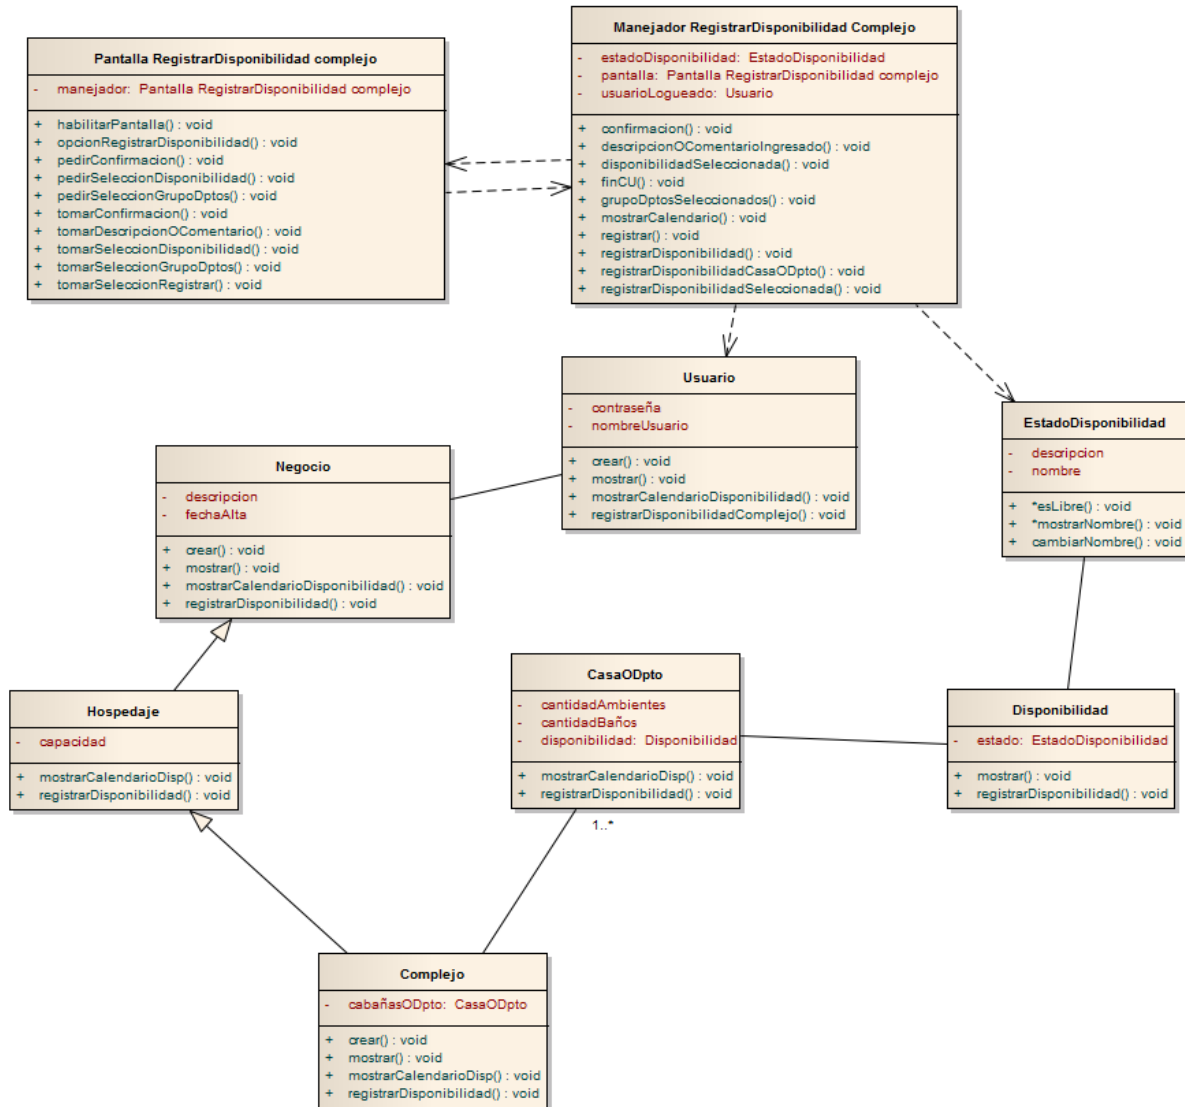 Pantalla RegistrarDisponibilidad complejo
- manejador: Pantalla RegistrarDisponibilidad complejo
+ habilitarPantalla() : void
+ opcionRegistrarDisponibilidad() : void
+ pedirConfirmacion() : void
+ pedirSeleccionDisponibilidad() : void
+ pedirSeleccionGrupoDptos() : void
+ tomarConfirmacion() : void
+ tomarDescripcionOComentario() : void
+ tomarSeleccionDisponibilidad() : void
+ tomarSeleccionGrupoDptos() : void
+ tomarSeleccionRegistrar() : void
Manejador RegistrarDisponibilidad Complejo
- estadoDisponibilidad: EstadoDisponibilidad
- pantalla: Pantalla RegistrarDisponibilidad complejo
- usuarioLogueado: Usuario
+ confirmacion() : void
+ descripcionOComentarioIngresado() : void
+ disponibilidadSeleccionada() : void
+ finCU() : void
+ grupoDptosSeleccionados() : void
+ mostrarCalendario() : void
+ registrar() : void
+ registrarDisponibilidad() : void
+ registrarDisponibilidadCasaODpto() : void
+ registrarDisponibilidadSeleccionada() : void
Usuario
- contraseña
- nombreUsuario
+ crear() : void
+ mostrar() : void
+ mostrarCalendarioDisponibilidad() : void
+ registrarDisponibilidadComplejo() : void
EstadoDisponibilidad
- descripcion
- nombre
+ *esLibre() : void
+ *mostrarNombre() : void
+ cambiarNombre() : void
Negocio
- descripcion
- fechaAlta
+ crear() : void
+ mostrar() : void
+ mostrarCalendarioDisponibilidad() : void
+ registrarDisponibilidad() : void
Hospedaje
- capacidad
+ mostrarCalendarioDisp() : void
+ registrarDisponibilidad() : void
CasaODpto
- cantidadAmbientes
- cantidadBaños
- disponibilidad: Disponibilidad
+ mostrarCalendarioDisp() : void
+ registrarDisponibilidad() : void
1..*
Disponibilidad
- estado: EstadoDisponibilidad
+ mostrar() : void
+ registrarDisponibilidad() : void
Complejo
- cabañasODpto: CasaODpto
+ crear() : void
+ mostrar() : void
+ mostrarCalendarioDisp() : void
+ registrarDisponibilidad() : void